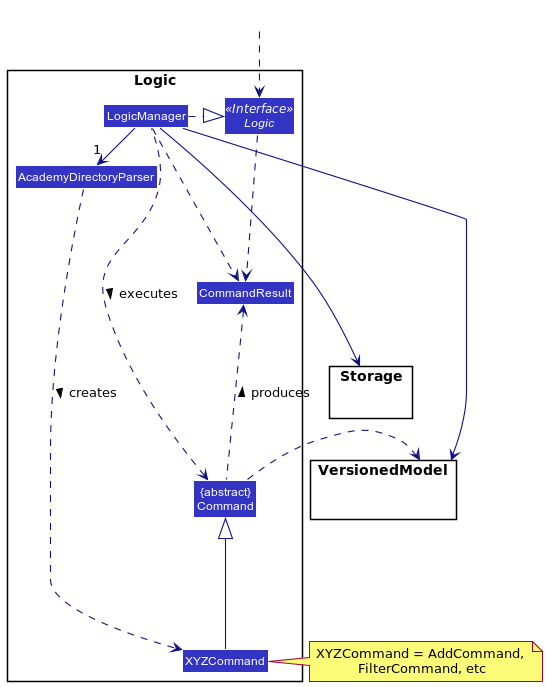 Logic
LogicManager
«Interface»
Logic
1
AcademyDirectoryParser
executes
CommandResult
Storage
creates
produces
VersionedModel
{abstract}
Command
XYZCommand
XYZCommand = AddCommand,
FilterCommand, etc